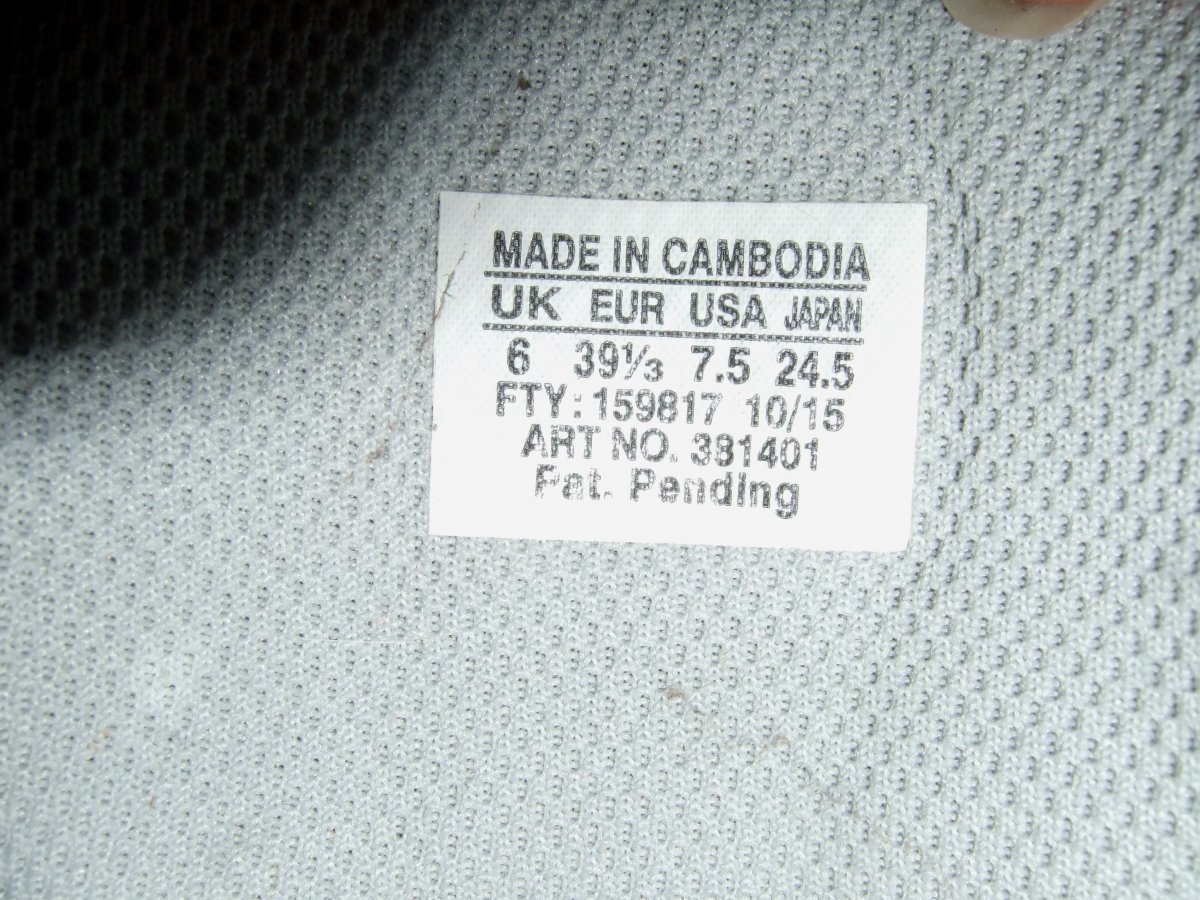 MADE IN CAMBODIA
UK EUR USA JAPAN
6 39⅓ 7.5 24.5
FTY: 159817 10/15
ART NO. 381401
Pat. Pending